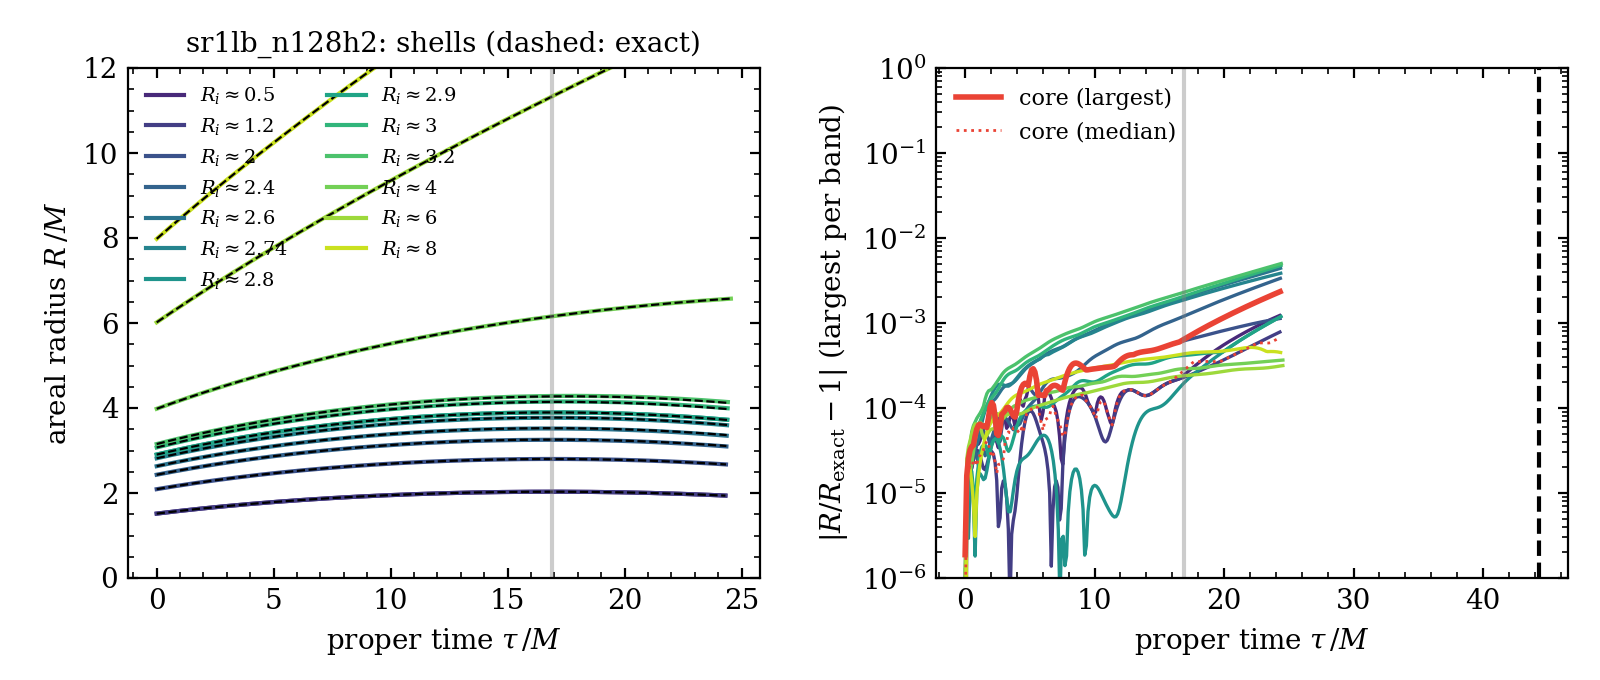 sr1lb_n128h2: shells (dashed: exact)
areal radius R /M
12
10
8
6
4
2
0
R_i ≈ 0.5
R_i ≈ 1.2
R_i ≈ 2
R_i ≈ 2.4
R_i ≈ 2.6
R_i ≈ 2.74
R_i ≈ 2.8
R_i ≈ 2.9
R_i ≈ 3
R_i ≈ 3.2
R_i ≈ 4
R_i ≈ 6
R_i ≈ 8
0 5 10 15 20 25
proper time τ /M
|R/R_exact − 1| (largest per band)
10^0
10^−1
10^−2
10^−3
10^−4
10^−5
10^−6
core (largest)
core (median)
0 10 20 30 40
proper time τ /M